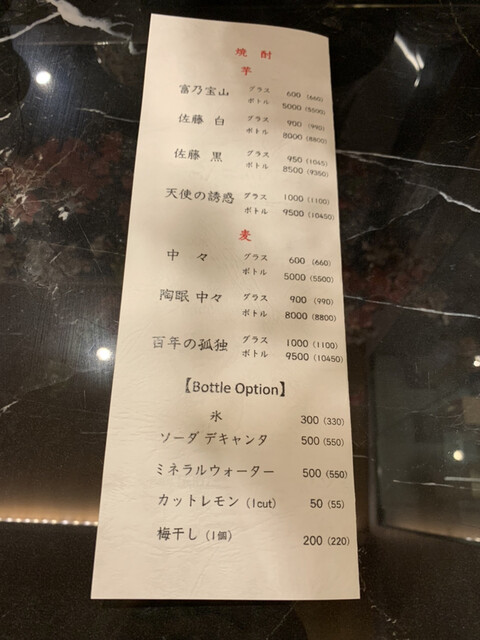 焼酎
芋
富乃宝山 グラス 600 (660)
ボトル 5000 (5500)
佐藤 白 グラス 900 (990)
ボトル 8000 (8800)
佐藤 黒 グラス 950 (1045)
ボトル 8500 (9350)
天使の誘惑 グラス 1000 (1100)
ボトル 9500 (10450)
麦
中々 グラス 600 (660)
ボトル 5000 (5500)
陶眠 中々 グラス 900 (990)
ボトル 8000 (8800)
百年の孤独 グラス 1000 (1100)
ボトル 9500 (10450)
【Bottle Option】
氷 300 (330)
ソーダ デキャンタ 500 (550)
ミネラルウォーター 500 (550)
カットレモン (1cut) 50 (55)
梅干し (1個) 200 (220)